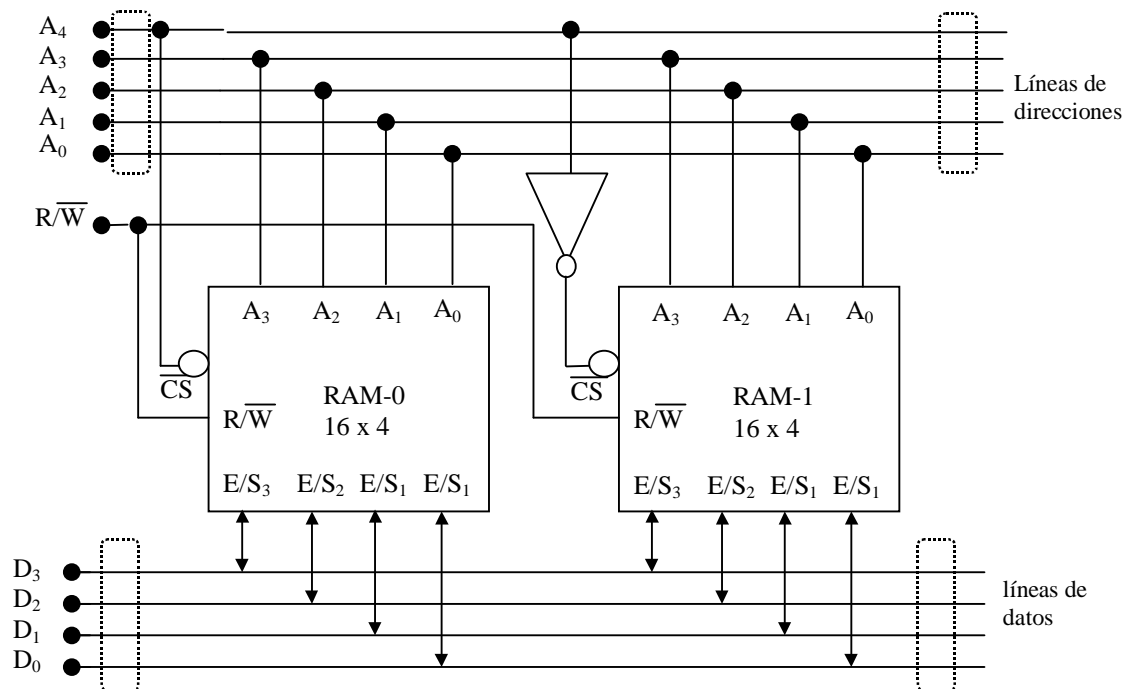 A₄
A₃
A₂
A₁
A₀
Líneas de
direcciones
R/W̅
A₃ A₂ A₁ A₀
A₃ A₂ A₁ A₀
C̅S̅
C̅S̅
RAM-0
16 x 4
R/W̅
RAM-1
16 x 4
R/W̅
E/S₃ E/S₂ E/S₁ E/S₁
E/S₃ E/S₂ E/S₁ E/S₁
D₃
D₂
D₁
D₀
líneas de
datos